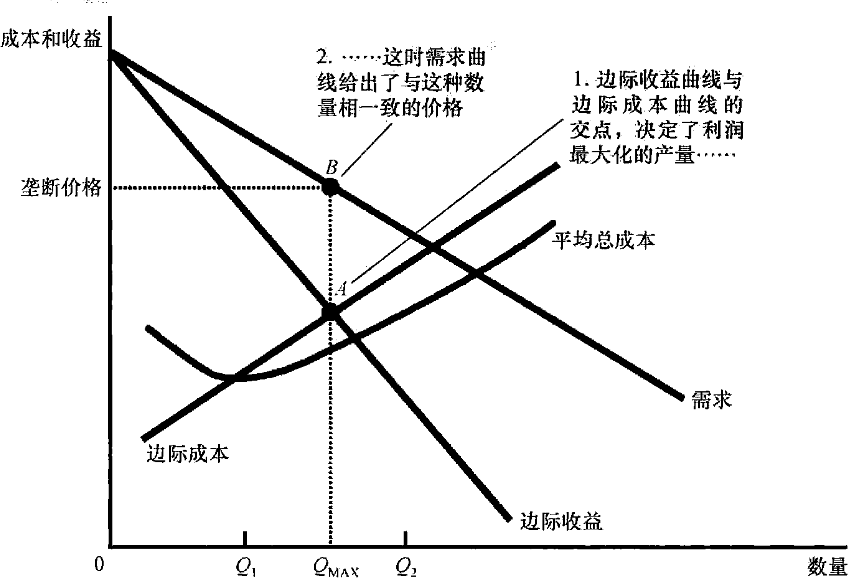 成本和收益
2. ……这时需求曲
线给出了与这种数
量相一致的价格
1. 边际收益曲线与
边际成本曲线的
交点，决定了利润
最大化的产量……
B
垄断价格
平均总成本
A
需求
边际成本
边际收益
0
Q1
QMAX
Q2
数量